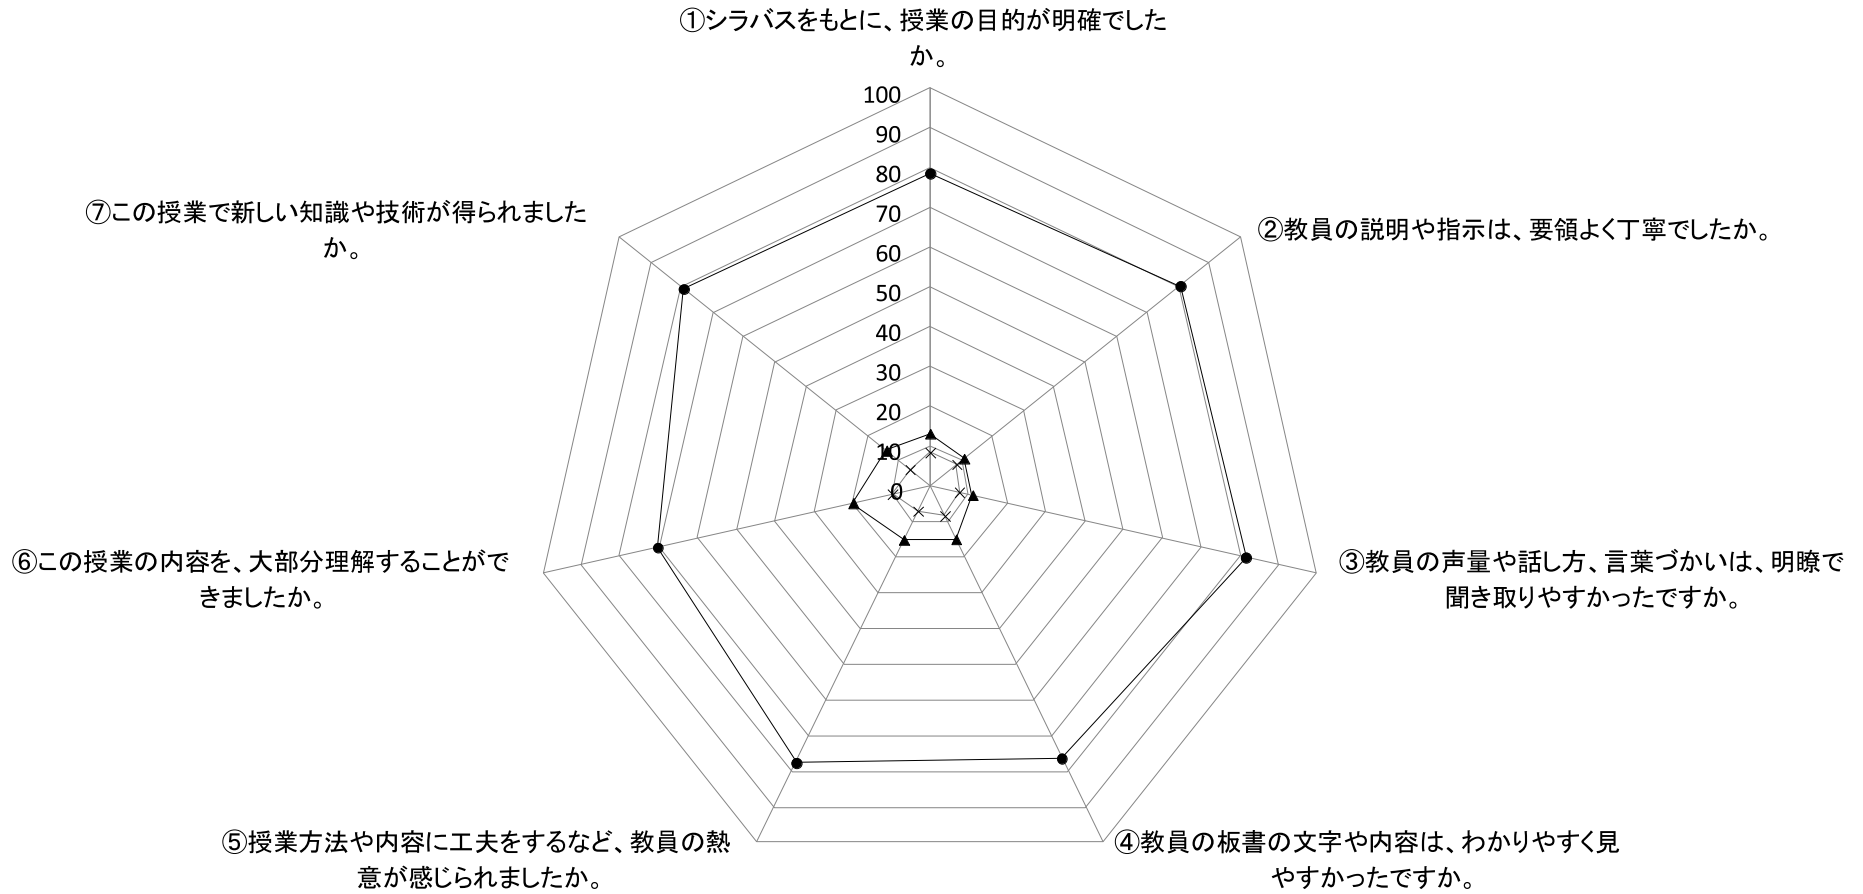 ①シラバスをもとに、授業の目的が明確でした
か。
100
90
80
70
60
50
40
30
20
10
0
②教員の説明や指示は、要領よく丁寧でしたか。
③教員の声量や話し方、言葉づかいは、明瞭で
聞き取りやすかったですか。
④教員の板書の文字や内容は、わかりやすく見
やすかったですか。
⑤授業方法や内容に工夫をするなど、教員の熱
意が感じられましたか。
⑥この授業の内容を、大部分理解することがで
きましたか。
⑦この授業で新しい知識や技術が得られました
か。